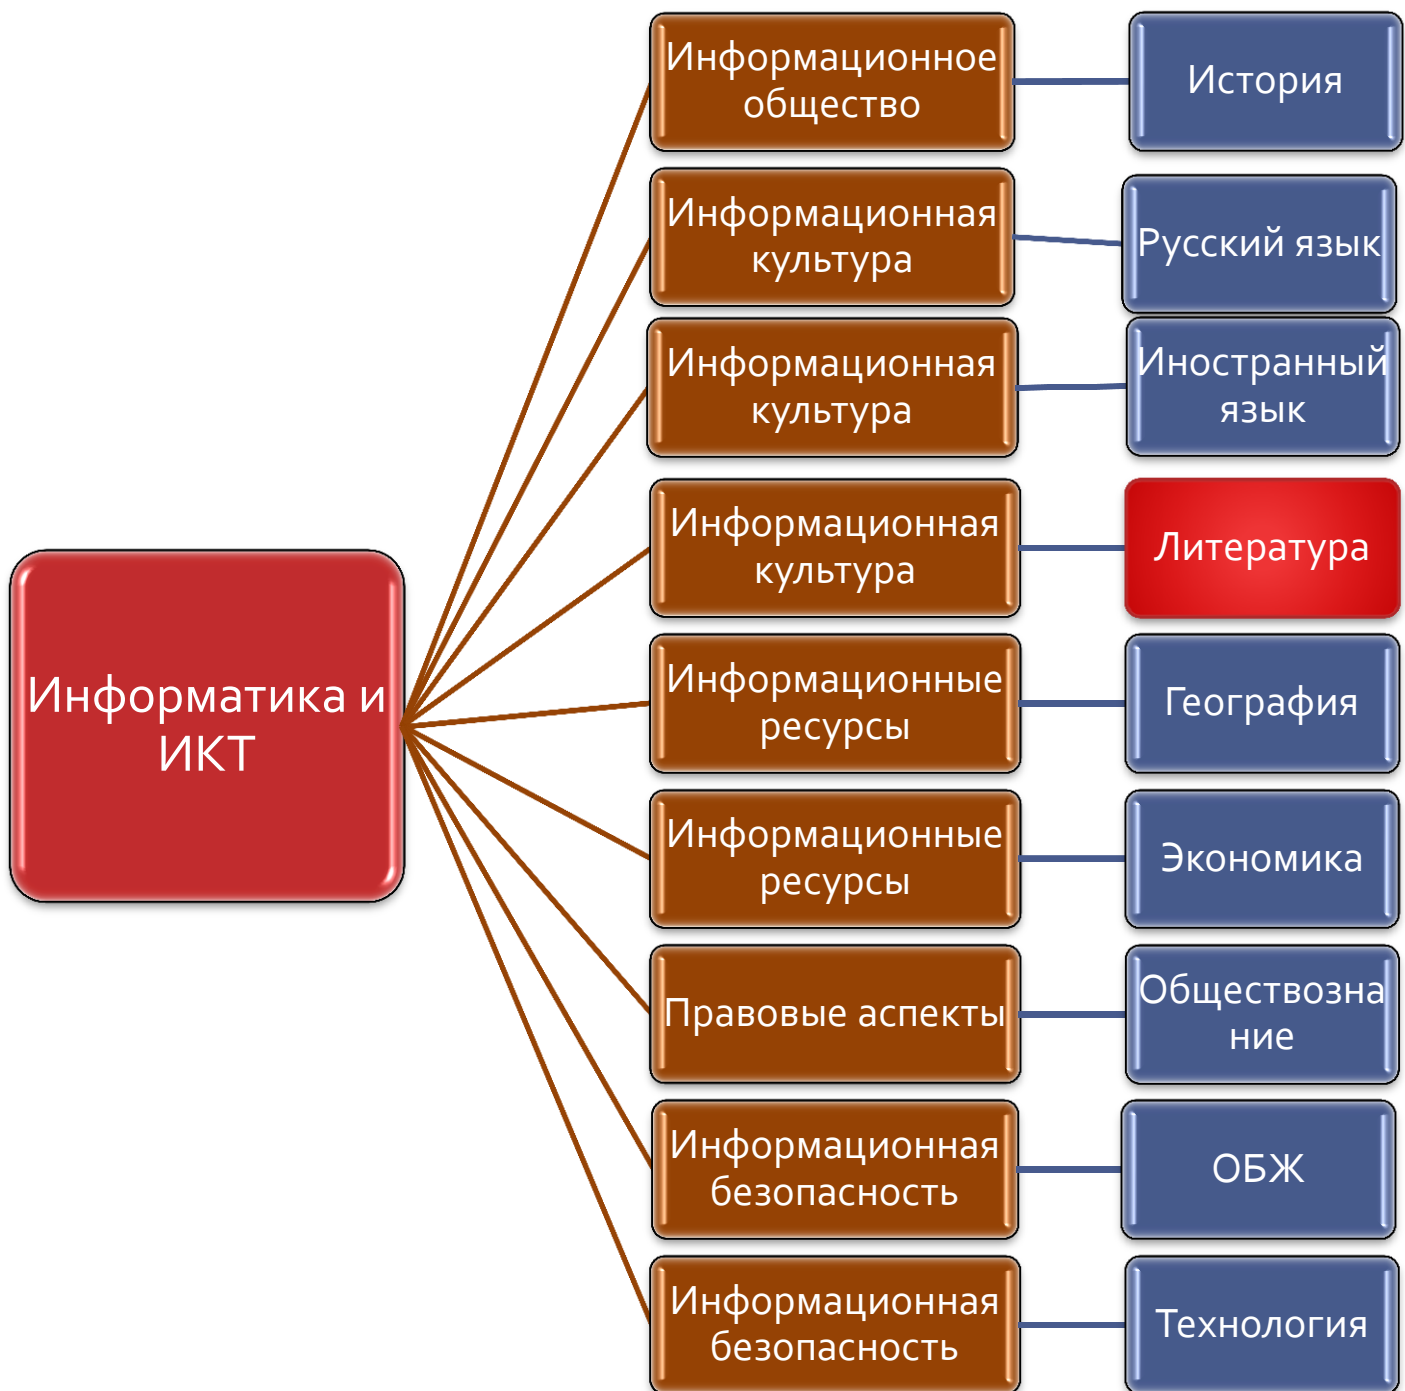 Информационное
общество
История
Информационная
культура
Русский язык
Информационная
культура
Иностранный
язык
Информационная
культура
Литература
Информатика и
ИКТ
Информационные
ресурсы
География
Информационные
ресурсы
Экономика
Правовые аспекты
Обществозна
ние
Информационная
безопасность
ОБЖ
Информационная
безопасность
Технология